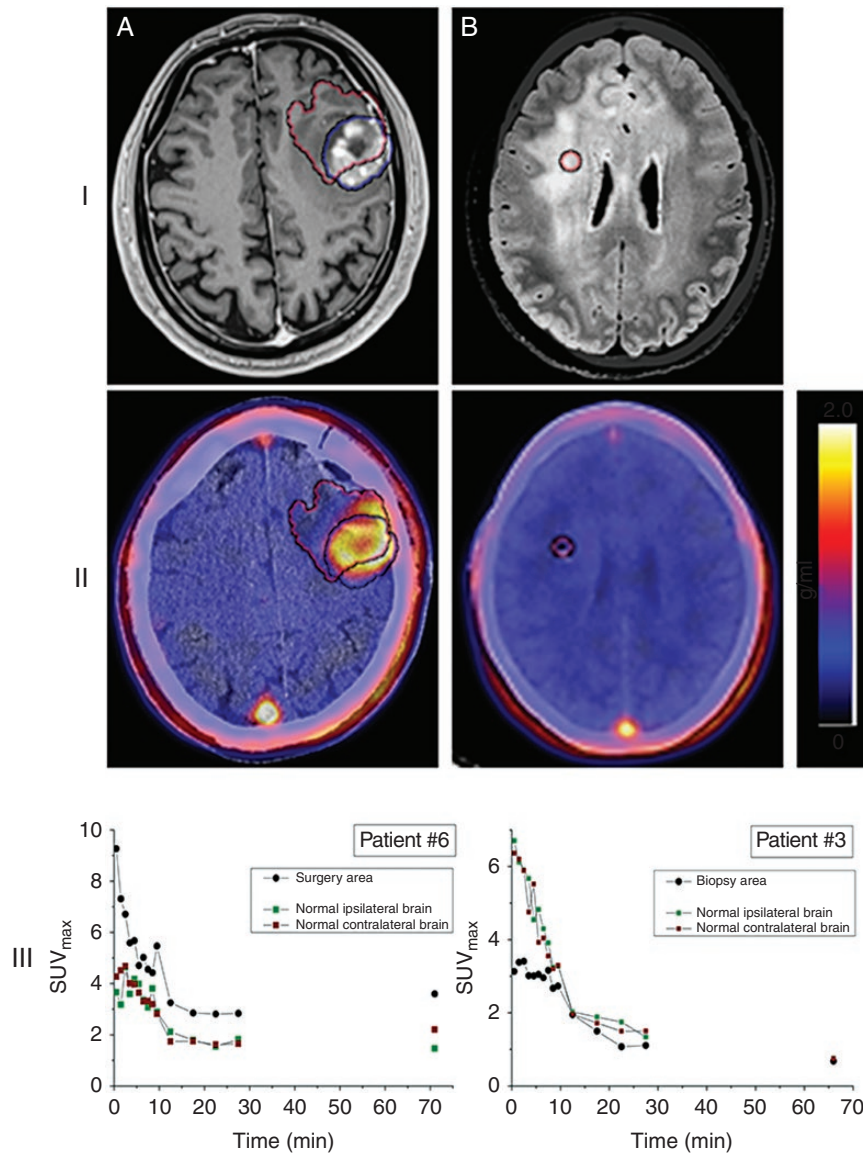 A
B
I
II
2.0
g/ml
0
III
Patient #6
Surgery area
Normal ipsilateral brain
Normal contralateral brain
SUVmax
10
8
6
4
2
0
0 10 20 30 40 50 60 70
Time (min)
Patient #3
Biopsy area
Normal ipsilateral brain
Normal contralateral brain
SUVmax
6
4
2
0
0 10 20 30 40 50 60 70
Time (min)